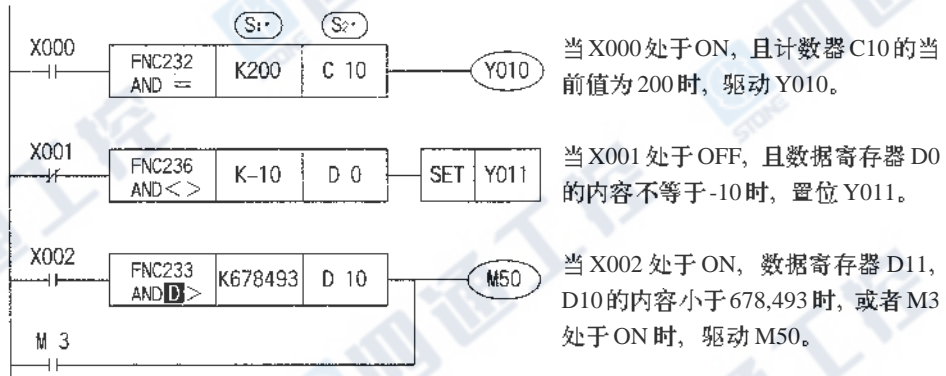 S1· S2·
X000
FNC232
AND = K200 C 10 Y010
当X000处于ON，且计数器C10的当
前值为200时，驱动Y010。
X001
FNC236
AND<> K-10 D 0 SET Y011
当X001处于OFF，且数据寄存器D0
的内容不等于-10时，置位Y011。
X002
FNC233
ANDD> K678493 D 10 M50
当X002处于ON，数据寄存器D11，
D10的内容小于678,493时，或者M3
处于ON时，驱动M50。
M 3